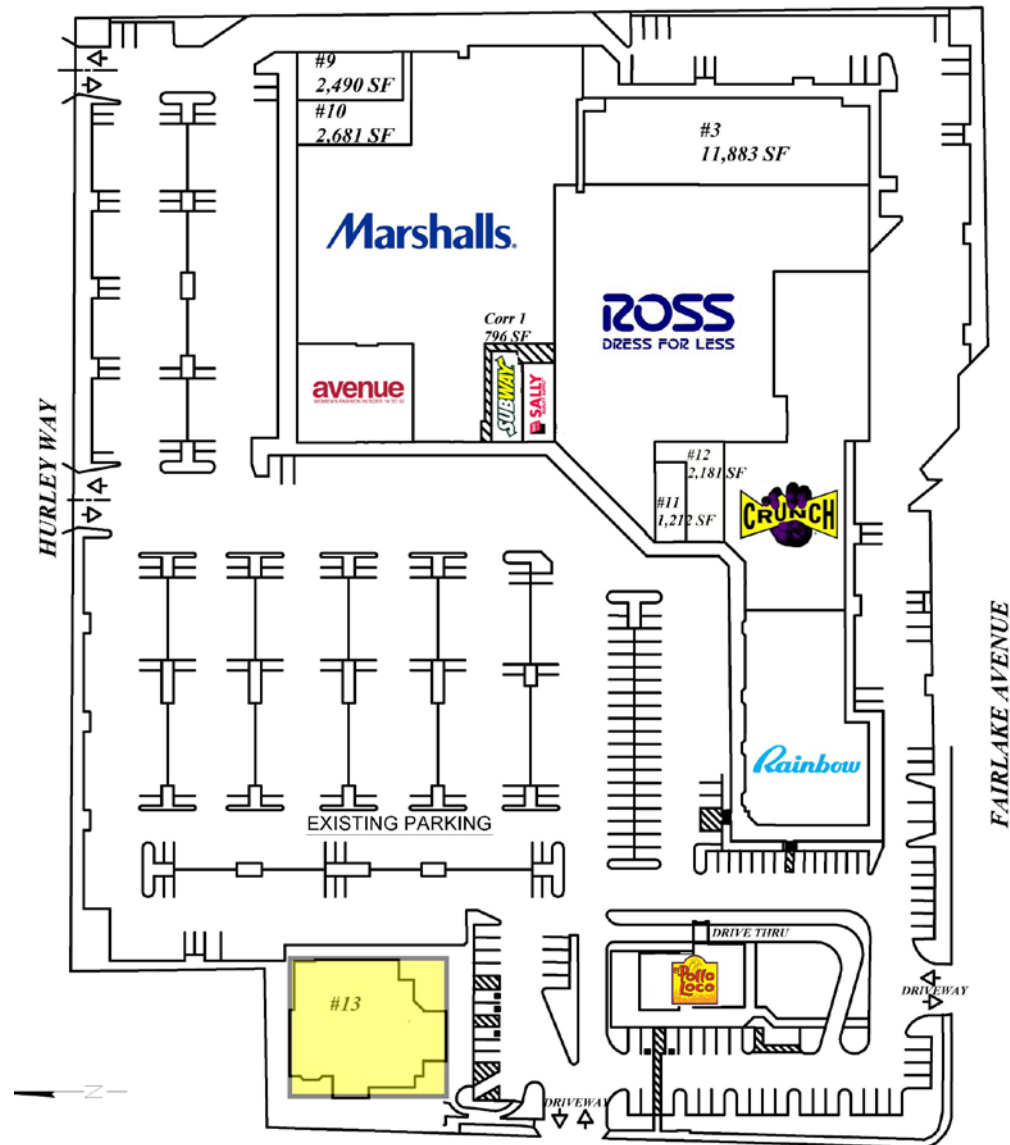 #9
2,490 SF
#10
2,681 SF
#3
11,883 SF
Marshalls.
ROSS
DRESS FOR LESS
Corr 1
796 SF
avenue
SUBWAY
SALLY
HURLEY WAY
#12
2,181 SF
#11
1,212 SF
CRUNCH
FAIRLAKE AVENUE
Rainbow
EXISTING PARKING
DRIVE THRU
el Pollo
Loco
DRIVEWAY
#13
N
DRIVEWAY